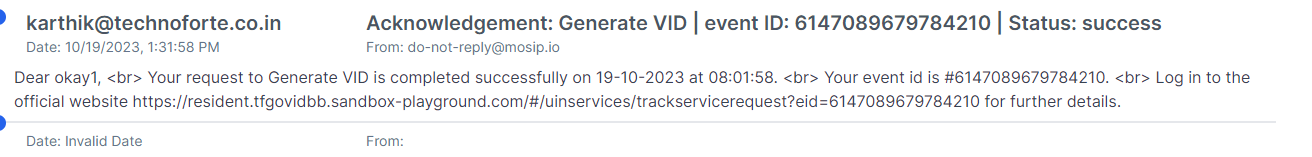 karthik@technoforte.co.in Acknowledgement: Generate VID | event ID: 6147089679784210 | Status: success
Date: 10/19/2023, 1:31:58 PM From: do-not-reply@mosip.io
Dear okay1, <br> Your request to Generate VID is completed successfully on 19-10-2023 at 08:01:58. <br> Your event id is #6147089679784210. <br> Log in to the
official website https://resident.tfgovidbb.sandbox-playground.com/#/uinservices/trackservicerequest?eid=6147089679784210 for further details.
Date: Invalid Date From: